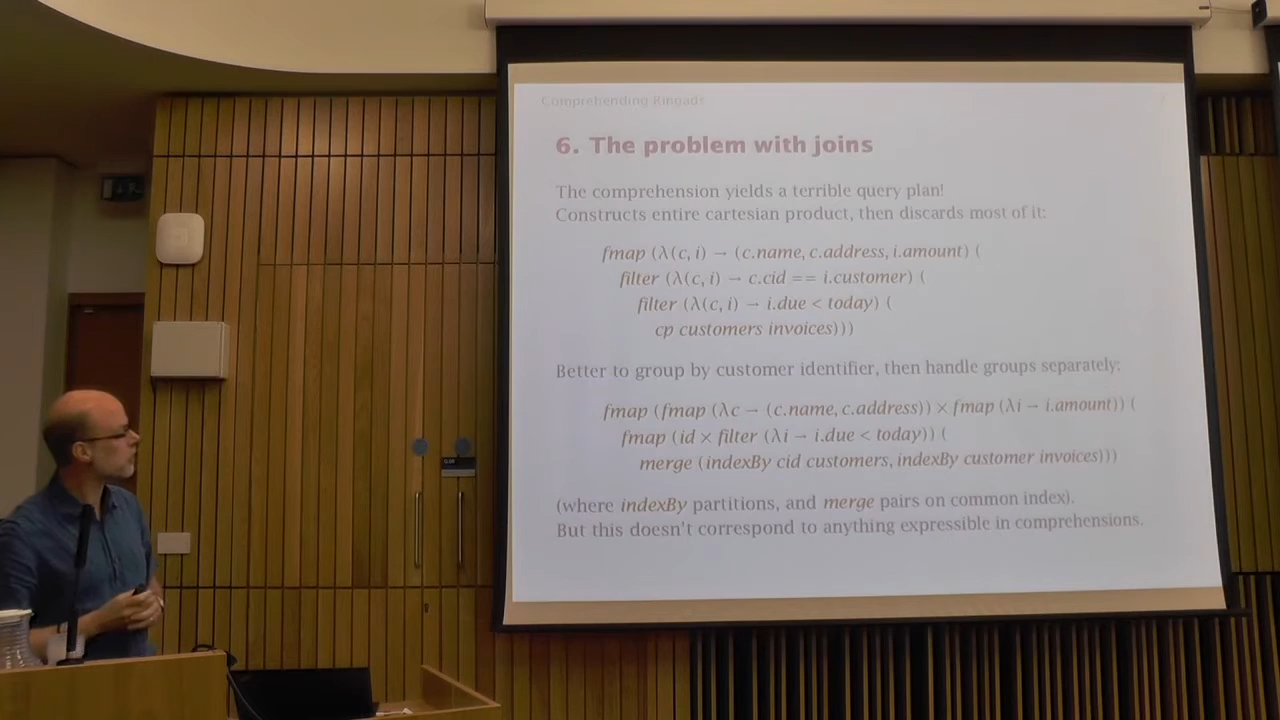 Comprehending Ringads
6. The problem with joins
The comprehension yields a terrible query plan!
Constructs entire cartesian product, then discards most of it:
fmap (λ(c, i) → (c.name, c.address, i.amount) (
filter (λ(c, i) → c.cid == i.customer) (
filter (λ(c, i) → i.due < today) (
cp customers invoices)))
Better to group by customer identifier, then handle groups separately:
fmap (fmap (λc → (c.name, c.address)) × fmap (λi → i.amount)) (
fmap (id × filter (λi → i.due < today)) (
merge (indexBy cid customers, indexBy customer invoices)))
(where indexBy partitions, and merge pairs on common index).
But this doesn't correspond to anything expressible in comprehensions.